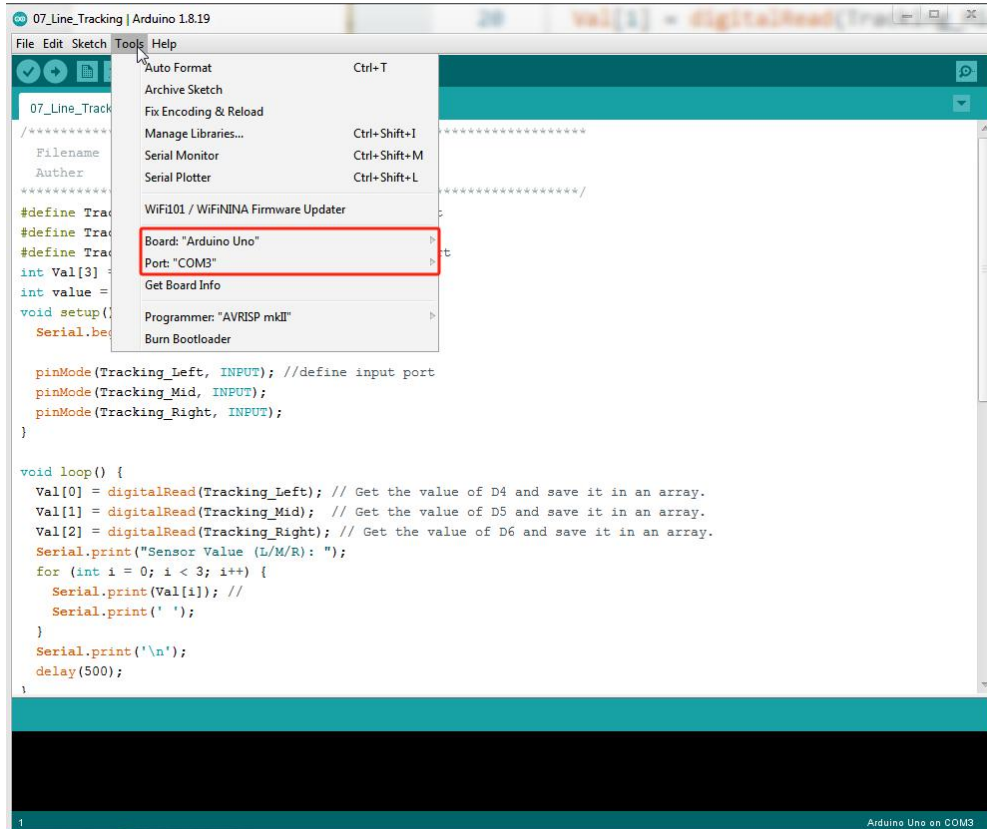 07_Line_Tracking | Arduino 1.8.19
20 Val[1] = digitalRead(Tracking_
File Edit Sketch Tools Help
07_Line_Track
Auto Format Ctrl+T
Archive Sketch
Fix Encoding & Reload
Manage Libraries... Ctrl+Shift+I
Serial Monitor Ctrl+Shift+M
Serial Plotter Ctrl+Shift+L
WiFi101 / WiFiNINA Firmware Updater
Board: "Arduino Uno"
Port: "COM3"
Get Board Info
Programmer: "AVRISP mkII"
Burn Bootloader
/***********
Filename
Auther
#define Trac
#define Trac
#define Trac
int Val[3] =
int value =
void setup()
Serial.beg
pinMode(Tracking_Left, INPUT); //define input port
pinMode(Tracking_Mid, INPUT);
pinMode(Tracking_Right, INPUT);
}
void loop() {
Val[0] = digitalRead(Tracking_Left); // Get the value of D4 and save it in an array.
Val[1] = digitalRead(Tracking_Mid); // Get the value of D5 and save it in an array.
Val[2] = digitalRead(Tracking_Right); // Get the value of D6 and save it in an array.
Serial.print("Sensor Value (L/M/R): ");
for (int i = 0; i < 3; i++) {
Serial.print(Val[i]); //
Serial.print(' ');
}
Serial.print('\n');
delay(500);
}
1
Arduino Uno on COM3